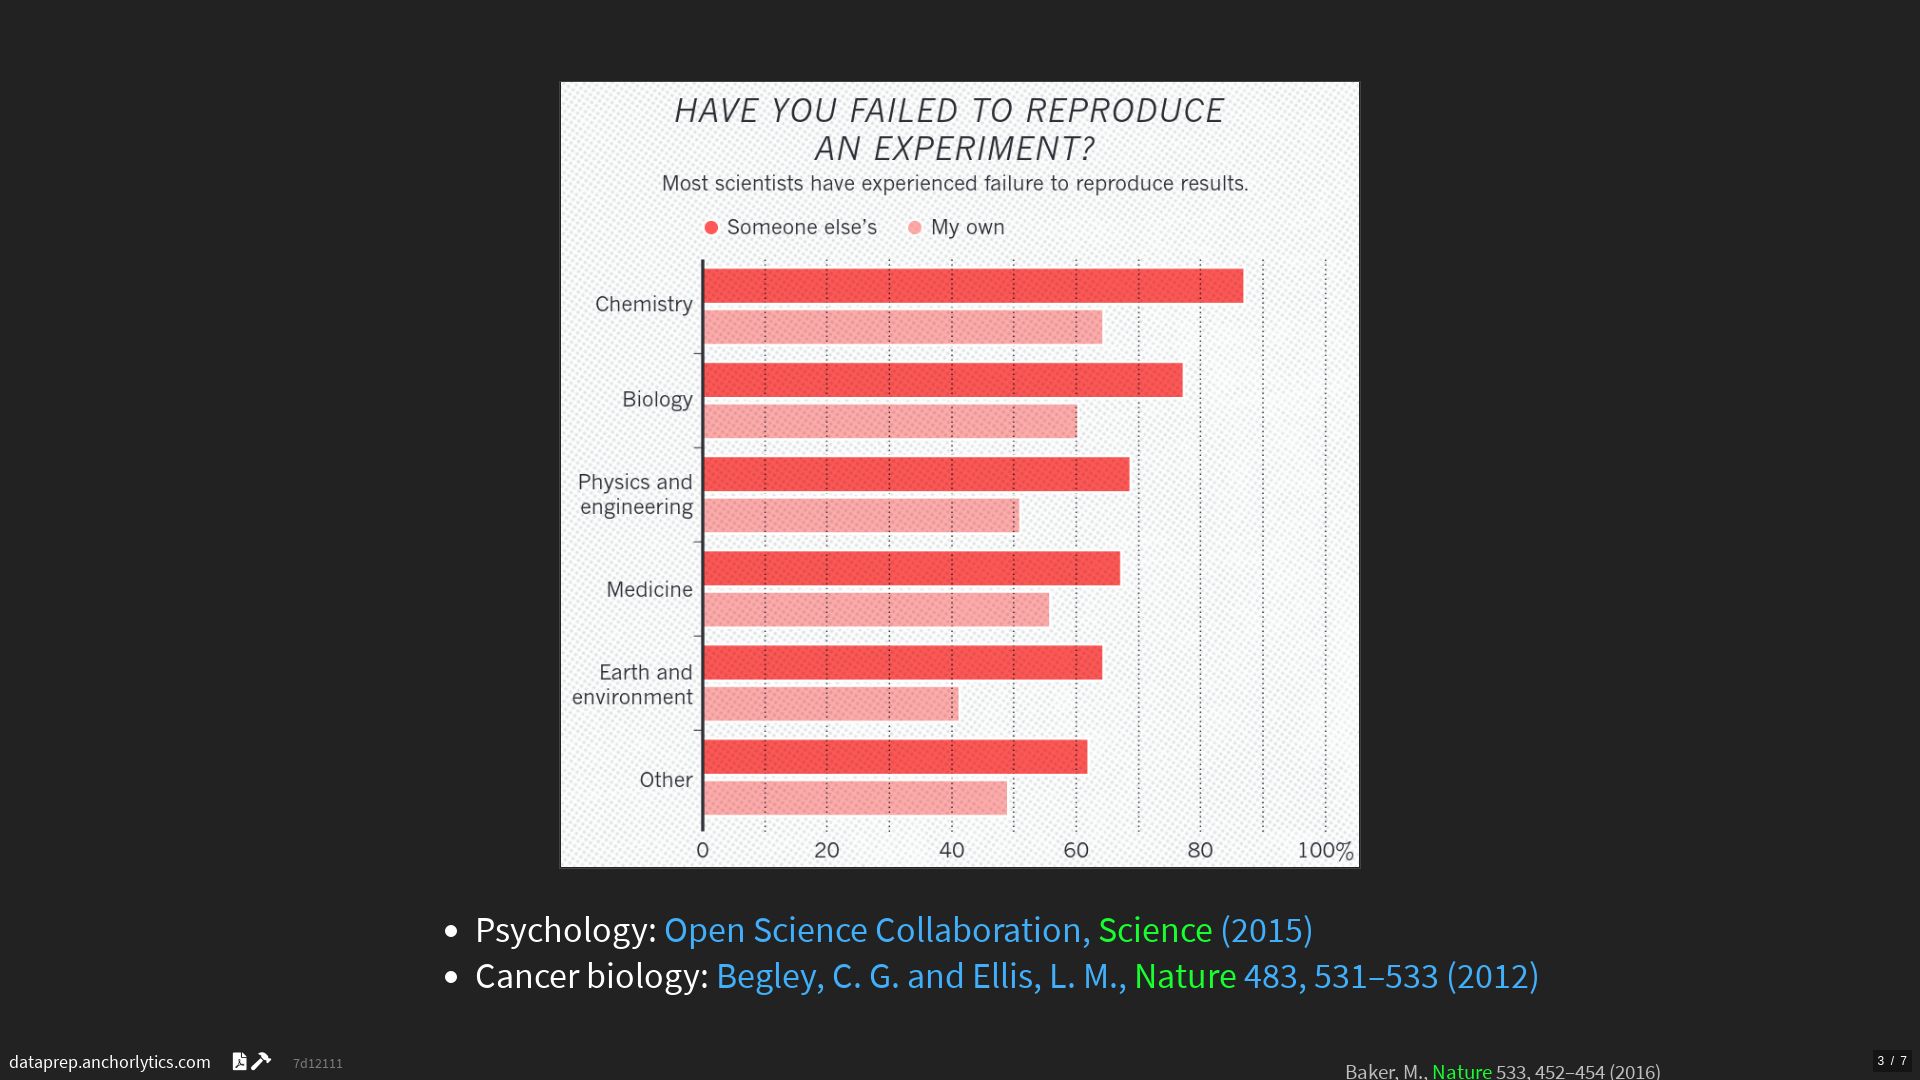 HAVE YOU FAILED TO REPRODUCE
AN EXPERIMENT?
Most scientists have experienced failure to reproduce results.
Someone else's My own
Chemistry
Biology
Physics and
engineering
Medicine
Earth and
environment
Other
0 20 40 60 80 100%
• Psychology: Open Science Collaboration, Science (2015)
• Cancer biology: Begley, C. G. and Ellis, L. M., Nature 483, 531–533 (2012)
dataprep.anchorlytics.com 7d12111
Baker, M., Nature 533, 452–454 (2016)
3 / 7